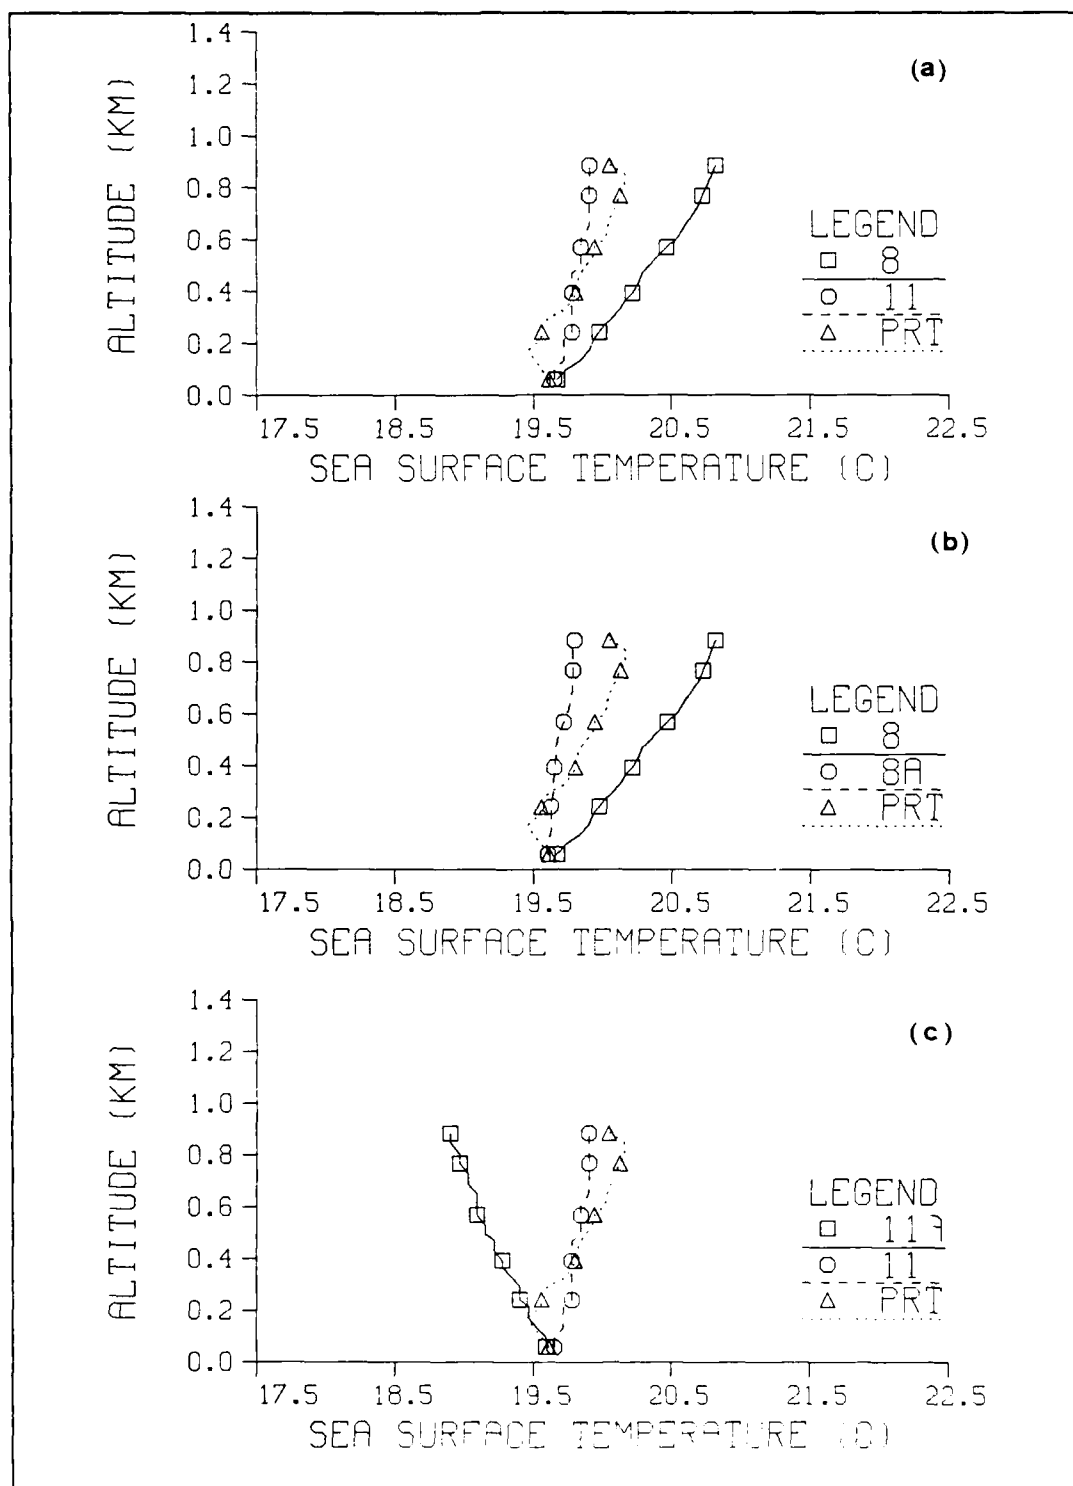 (a)
ALTITUDE (KM)
1.4
1.2
1.0
0.8
0.6
0.4
0.2
0.0
17.5 18.5 19.5 20.5 21.5 22.5
SEA SURFACE TEMPERATURE (C)
LEGEND
8
11
PRT
(b)
ALTITUDE (KM)
1.4
1.2
1.0
0.8
0.6
0.4
0.2
0.0
17.5 18.5 19.5 20.5 21.5 22.5
SEA SURFACE TEMPERATURE (C)
LEGEND
8
8A
PRT
(c)
ALTITUDE (KM)
1.4
1.2
1.0
0.8
0.6
0.4
0.2
0.0
17.5 18.5 19.5 20.5 21.5 22.5
SEA SURFACE TEMPERATURE (C)
LEGEND
11A
11
PRT